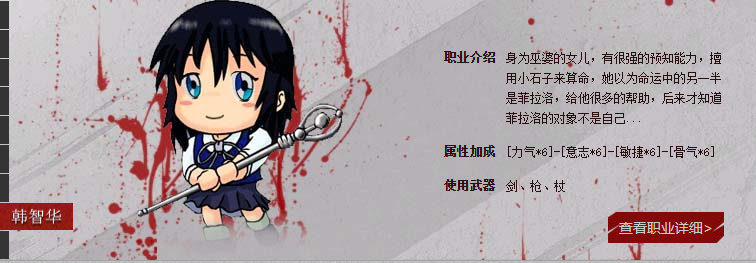 职业介绍 身为巫婆的女儿，有很强的预知能力，擅
用小石子来算命，她以为命运中的另一半
是菲拉洛，给他很多的帮助，后来才知道
菲拉洛的对象不是自己...
属性加成 [力气*6]-[意志*6]-[敏捷*6]-[骨气*6]
使用武器 剑、枪、杖
韩智华
查看职业详细>